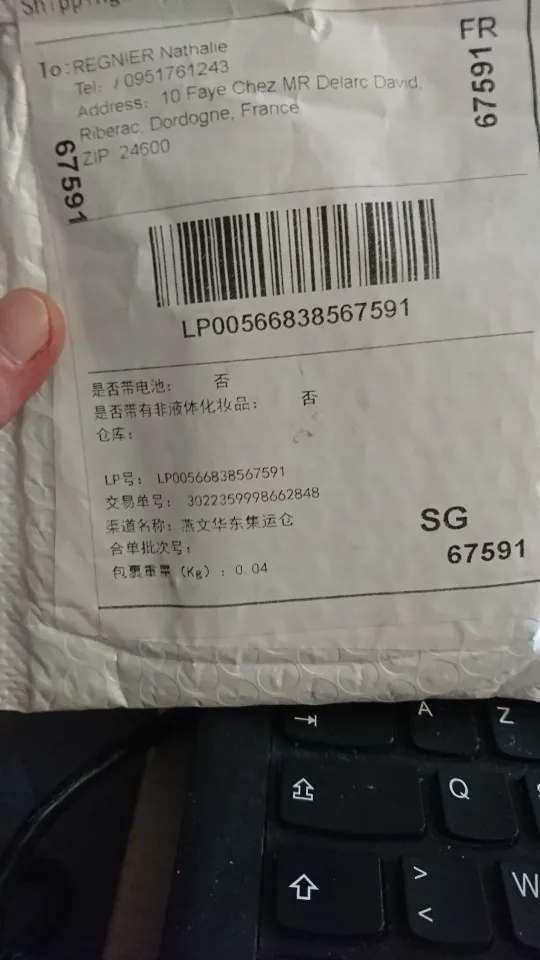 Shipping
To: REGNIER Nathalie
Tel: / 0951761243
Address: 10 Faye Chez MR Delarc David,
Riberac, Dordogne, France
ZIP 24600
FR
67591
67591
LP00566838567591
是否带电池： 否
是否带有非液体化妆品： 否
仓库：
LP号： LP00566838567591
交易单号： 3022359998662848
渠道名称：燕文华东集运仓
合单批次号：
包裹重量（Kg）：0.04
SG
67591
A
Z
Q
>
<
W